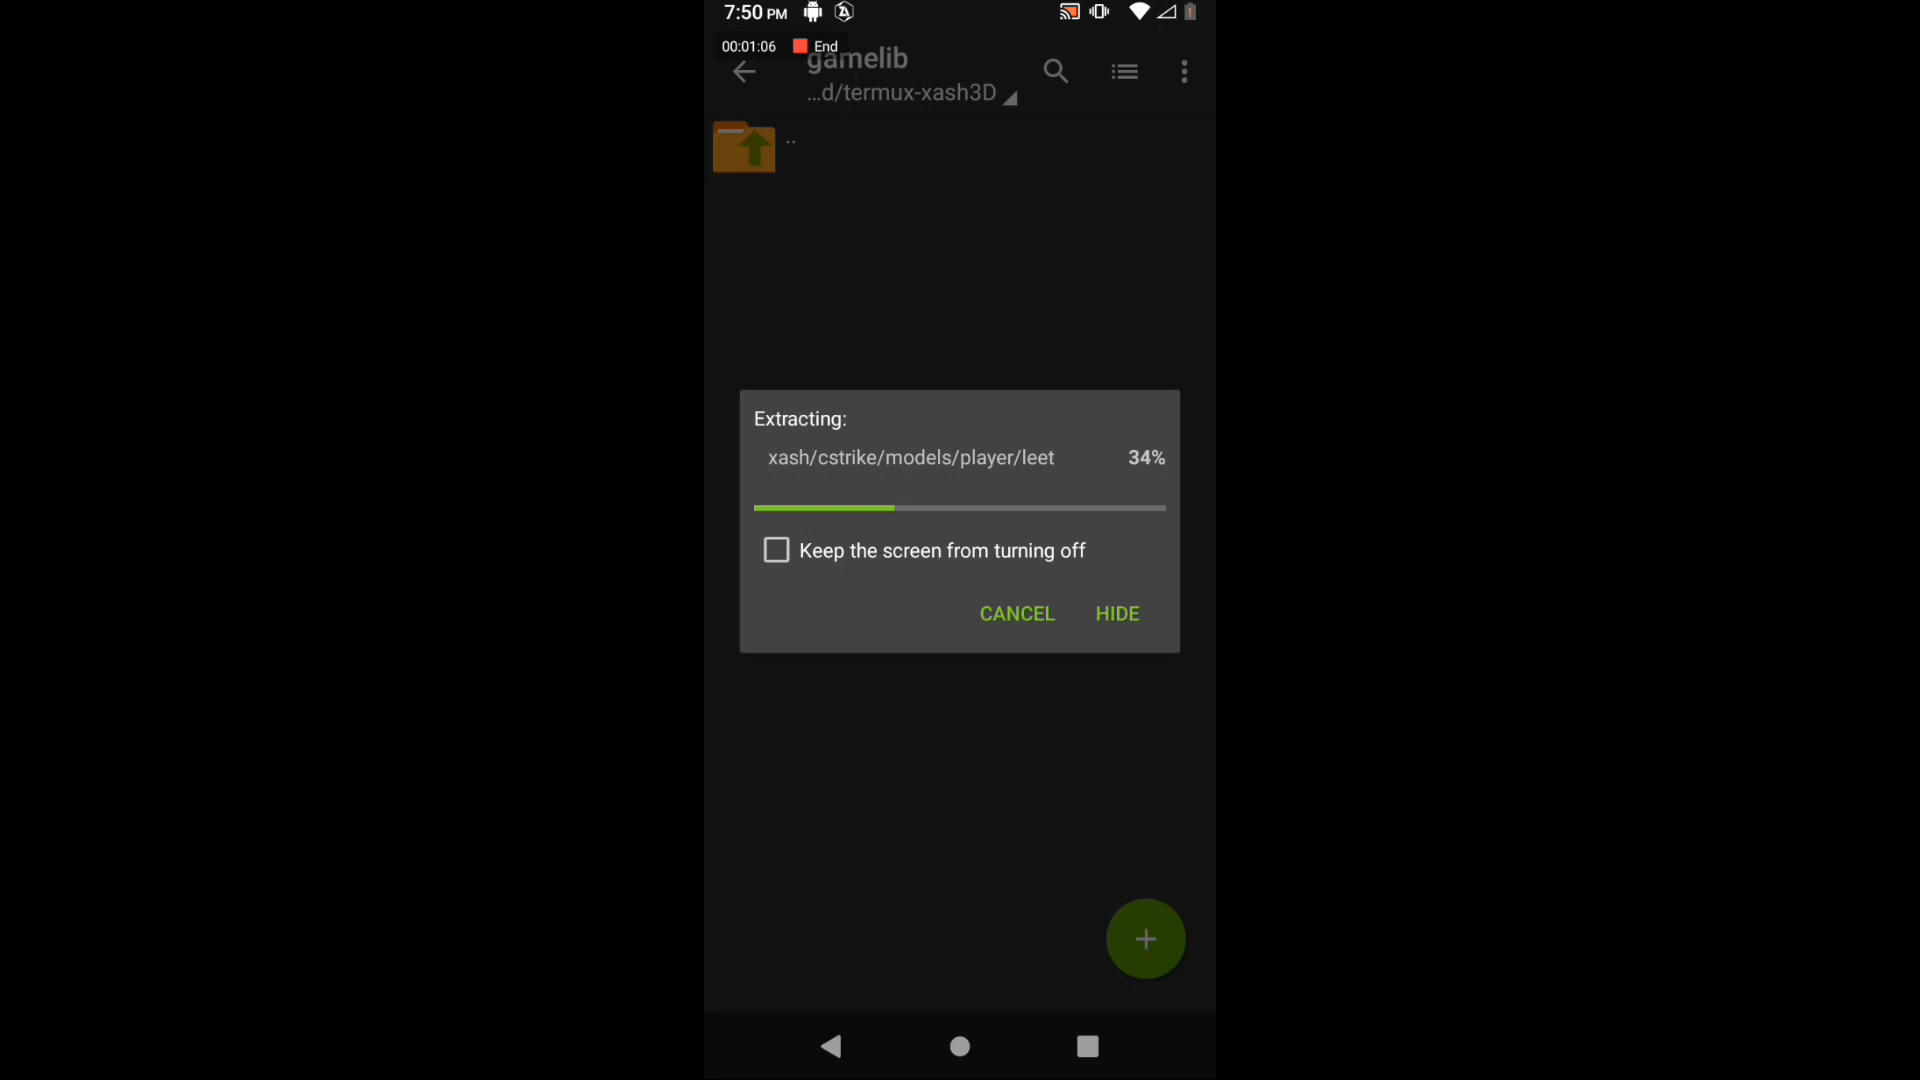 7:50 PM
00:01:06 End
gamelib
...d/termux-xash3D
..
Extracting:
xash/cstrike/models/player/leet 34%
Keep the screen from turning off
CANCEL HIDE